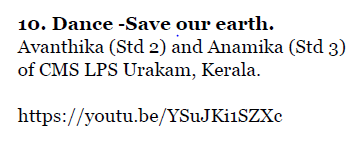 10. Dance -Save our earth.
Avanthika (Std 2) and Anamika (Std 3)
of CMS LPS Urakam, Kerala.
https://youtu.be/YSuJKi1SZXc